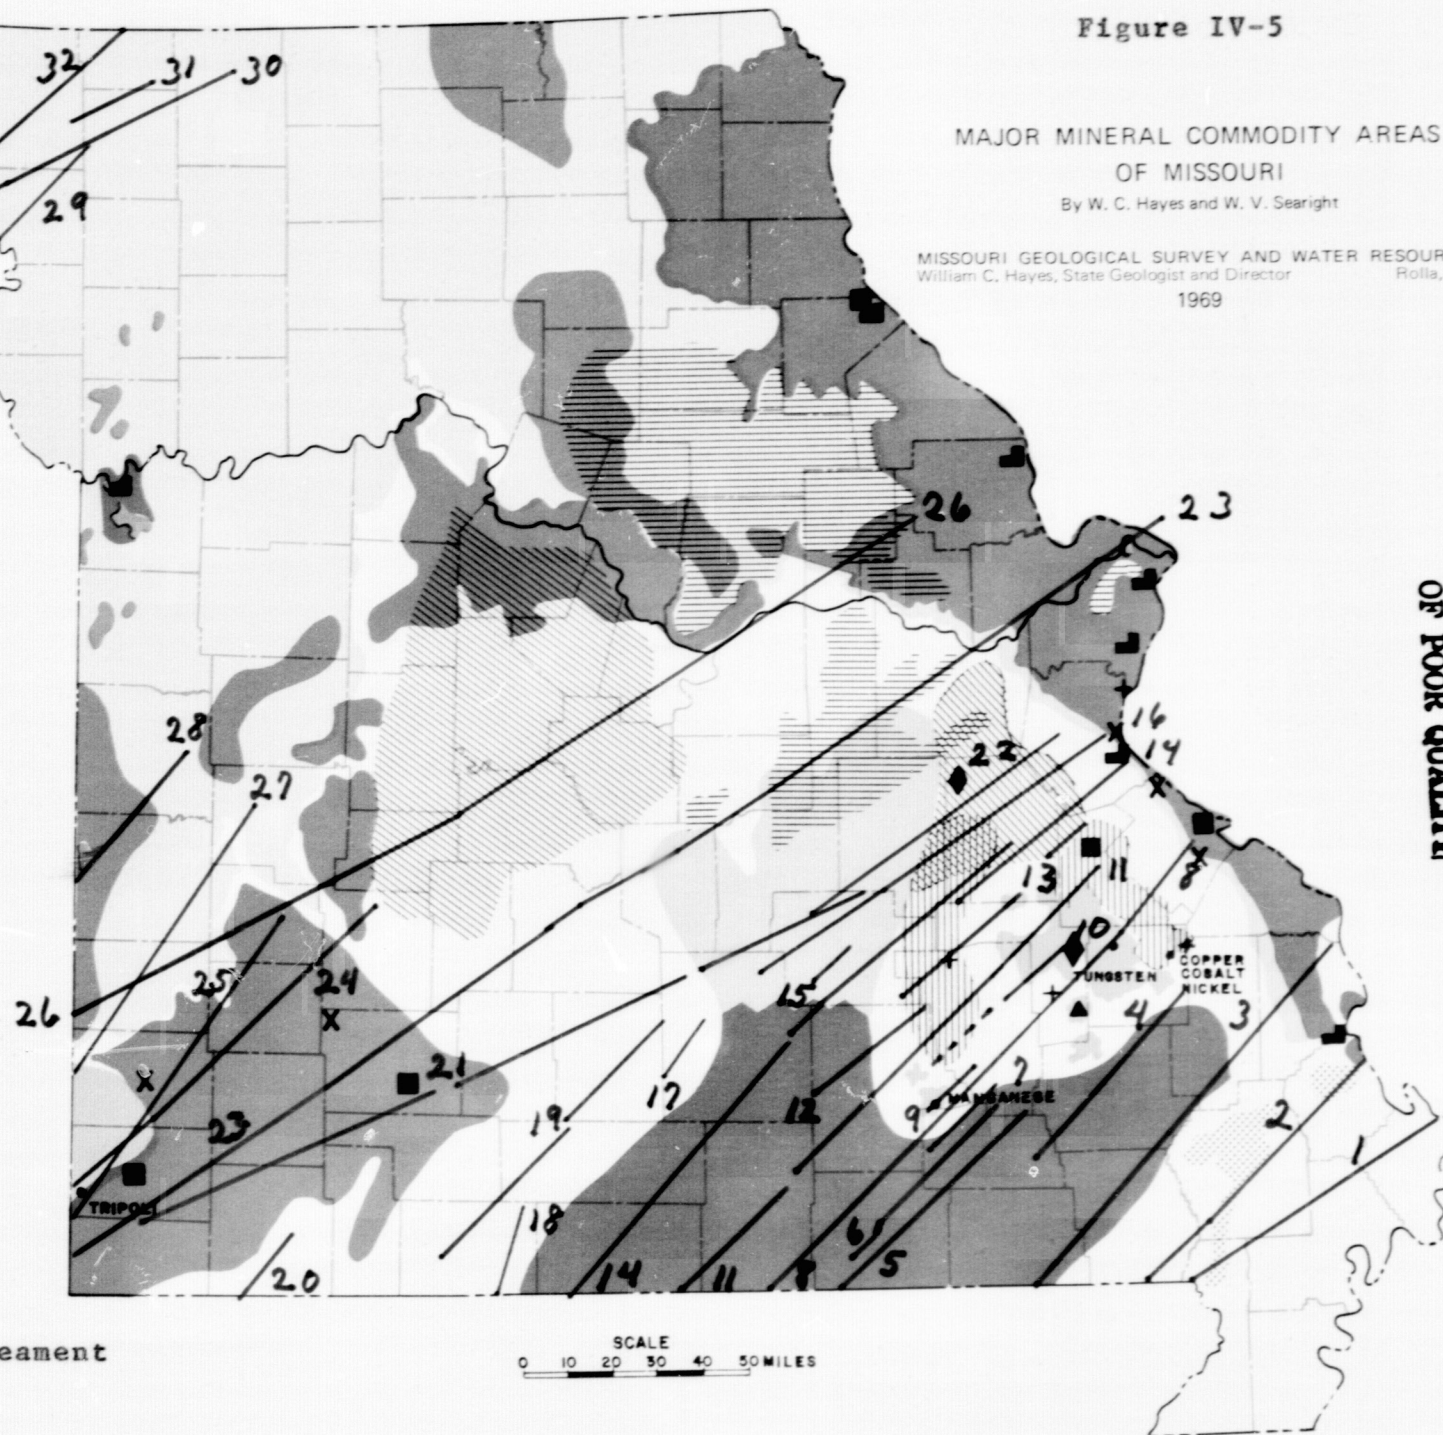 Figure IV-5
MAJOR MINERAL COMMODITY AREAS
OF MISSOURI
By W. C. Hayes and W. V. Searight
MISSOURI GEOLOGICAL SURVEY AND WATER RESOUR
William C. Hayes, State Geologist and Director Rolla,
1969
32
31
30
29
26
23
OF POOR QUALITY
16
14
22
28
27
8
13
11
10
COPPER
COBALT
NICKEL
TUNGSTEN
25
24
26
15
4
3
21
17
7
MANGANESE
9
12
19
23
2
1
TRIPOLI
18
6
5
20
14
11
8
eament
SCALE
0 10 20 30 40 50 MILES